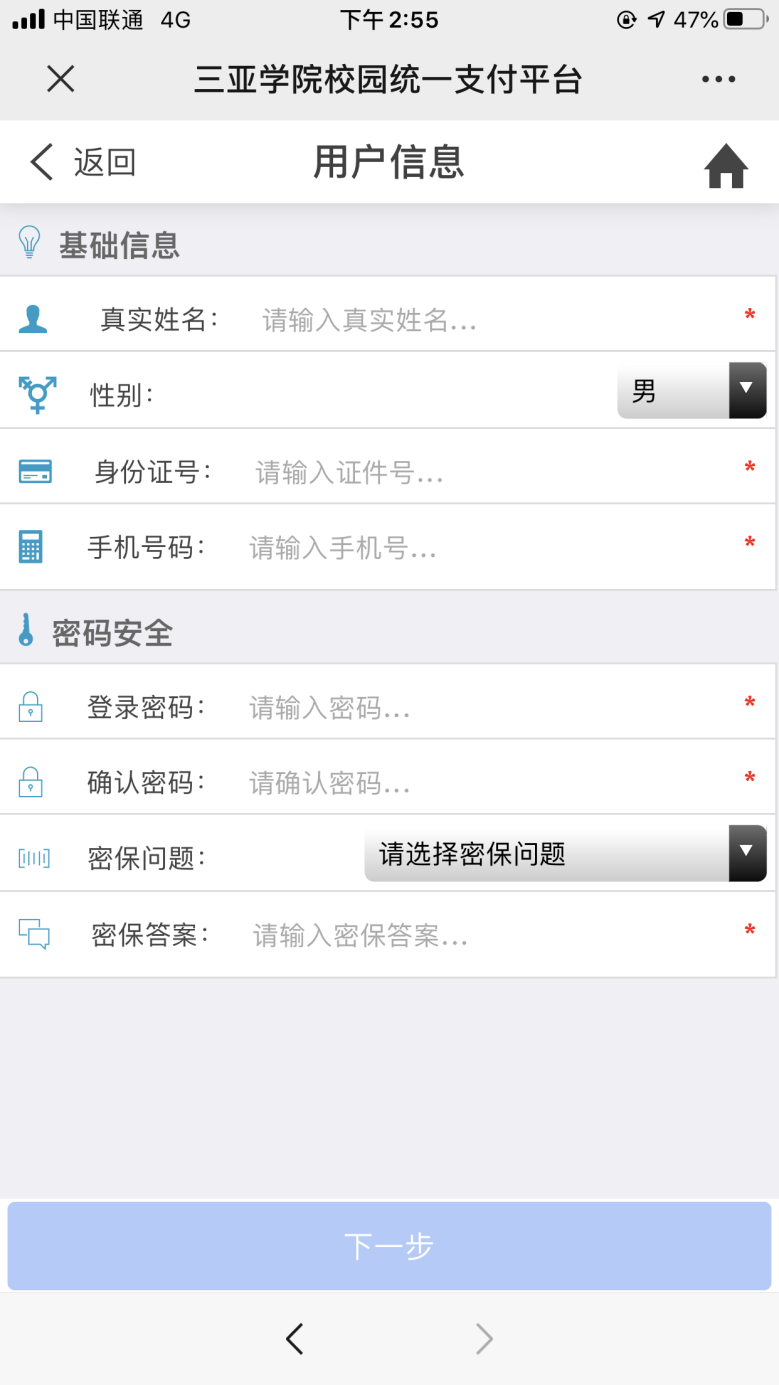 中国联通 4G 下午 2:55 47%
三亚学院校园统一支付平台
返回 用户信息
基础信息
真实姓名: 请输入真实姓名... *
性别: 男
身份证号: 请输入证件号... *
手机号码: 请输入手机号... *
密码安全
登录密码: 请输入密码... *
确认密码: 请确认密码... *
密保问题: 请选择密保问题
密保答案: 请输入密保答案... *
下一步